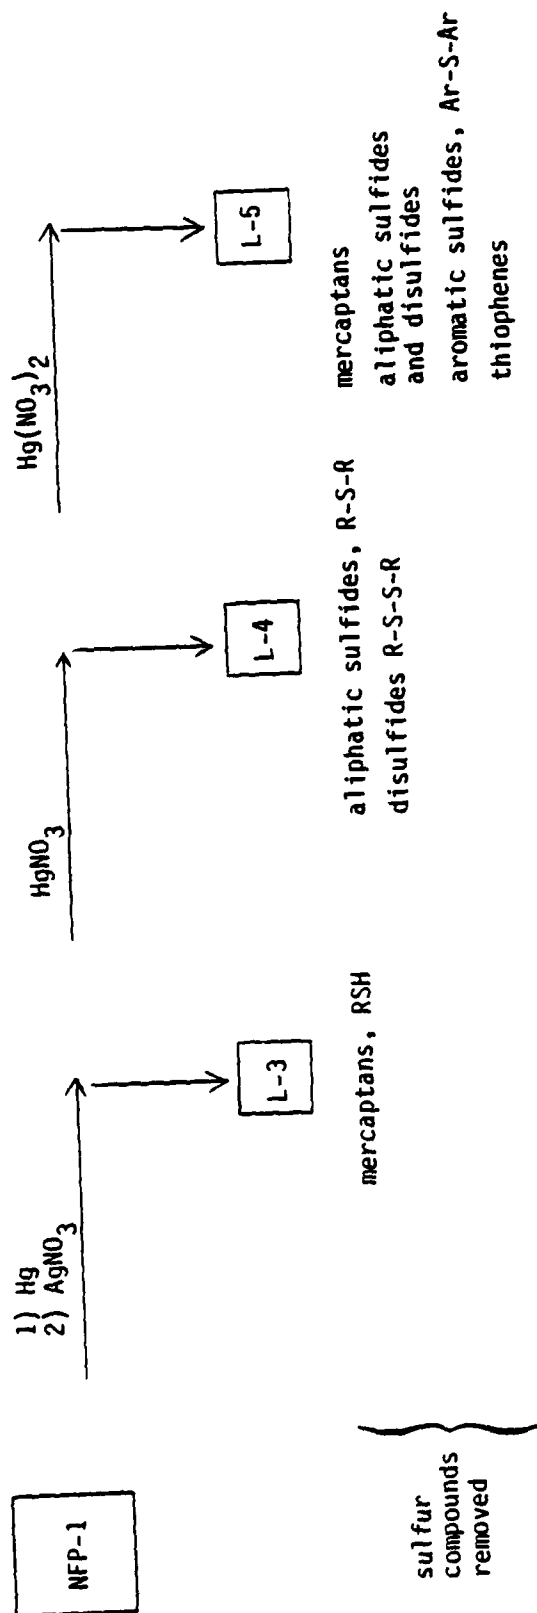 NFP-1
1) Hg
2) AgNO3
L-3
HgNO3
L-4
Hg(NO3)2
L-5
sulfur
compounds
removed
mercaptans, RSH
aliphatic sulfides, R-S-R
disulfides R-S-S-R
mercaptans
aliphatic sulfides
and disulfides
aromatic sulfides, Ar-S-Ar
thiophenes